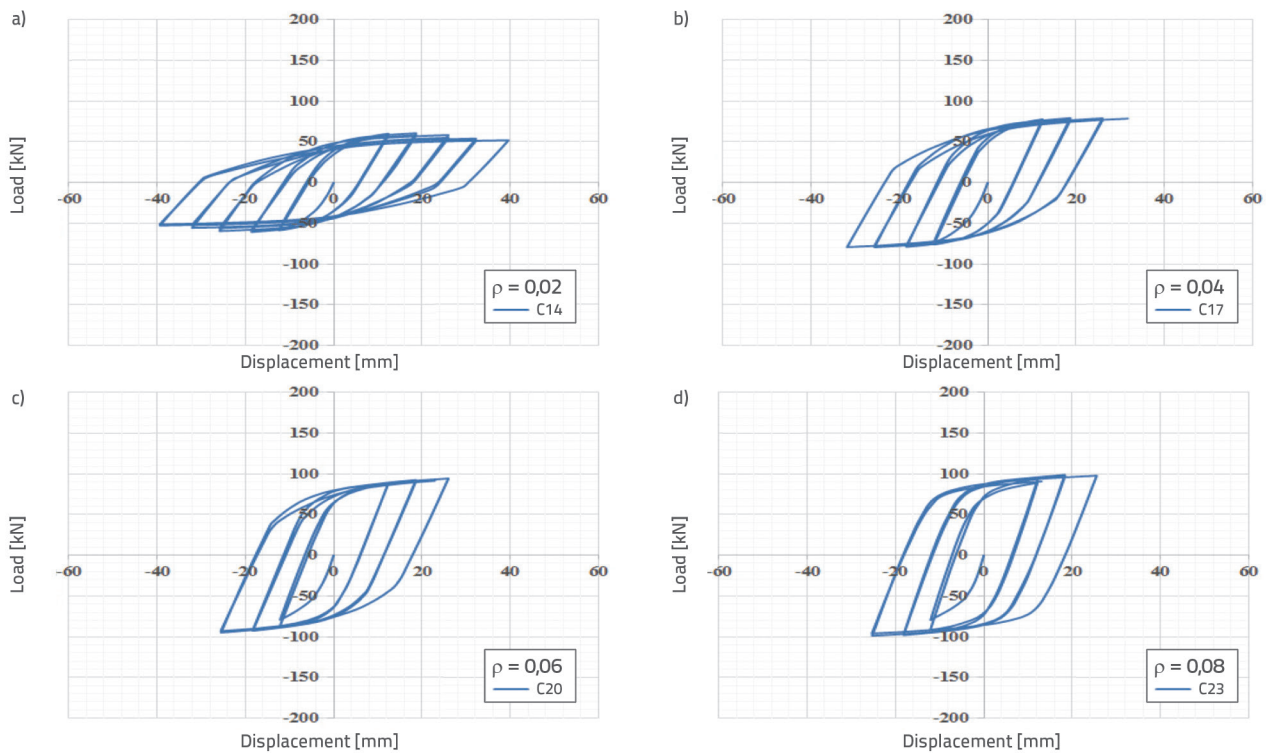 a)
200
150
100
50
0
-60 -40 -20 0 20 40 60
-50
-100
-150
-200
Load [kN]
Displacement [mm]
ρ = 0,02
C14
b)
200
150
100
50
0
-60 -40 -20 0 20 40 60
-50
-100
-150
-200
Load [kN]
Displacement [mm]
ρ = 0,04
C17
c)
200
150
100
50
0
-60 -40 -20 0 20 40 60
-50
-100
-150
-200
Load [kN]
Displacement [mm]
ρ = 0,06
C20
d)
200
150
100
50
0
-60 -40 -20 0 20 40 60
-50
-100
-150
-200
Load [kN]
Displacement [mm]
ρ = 0,08
C23